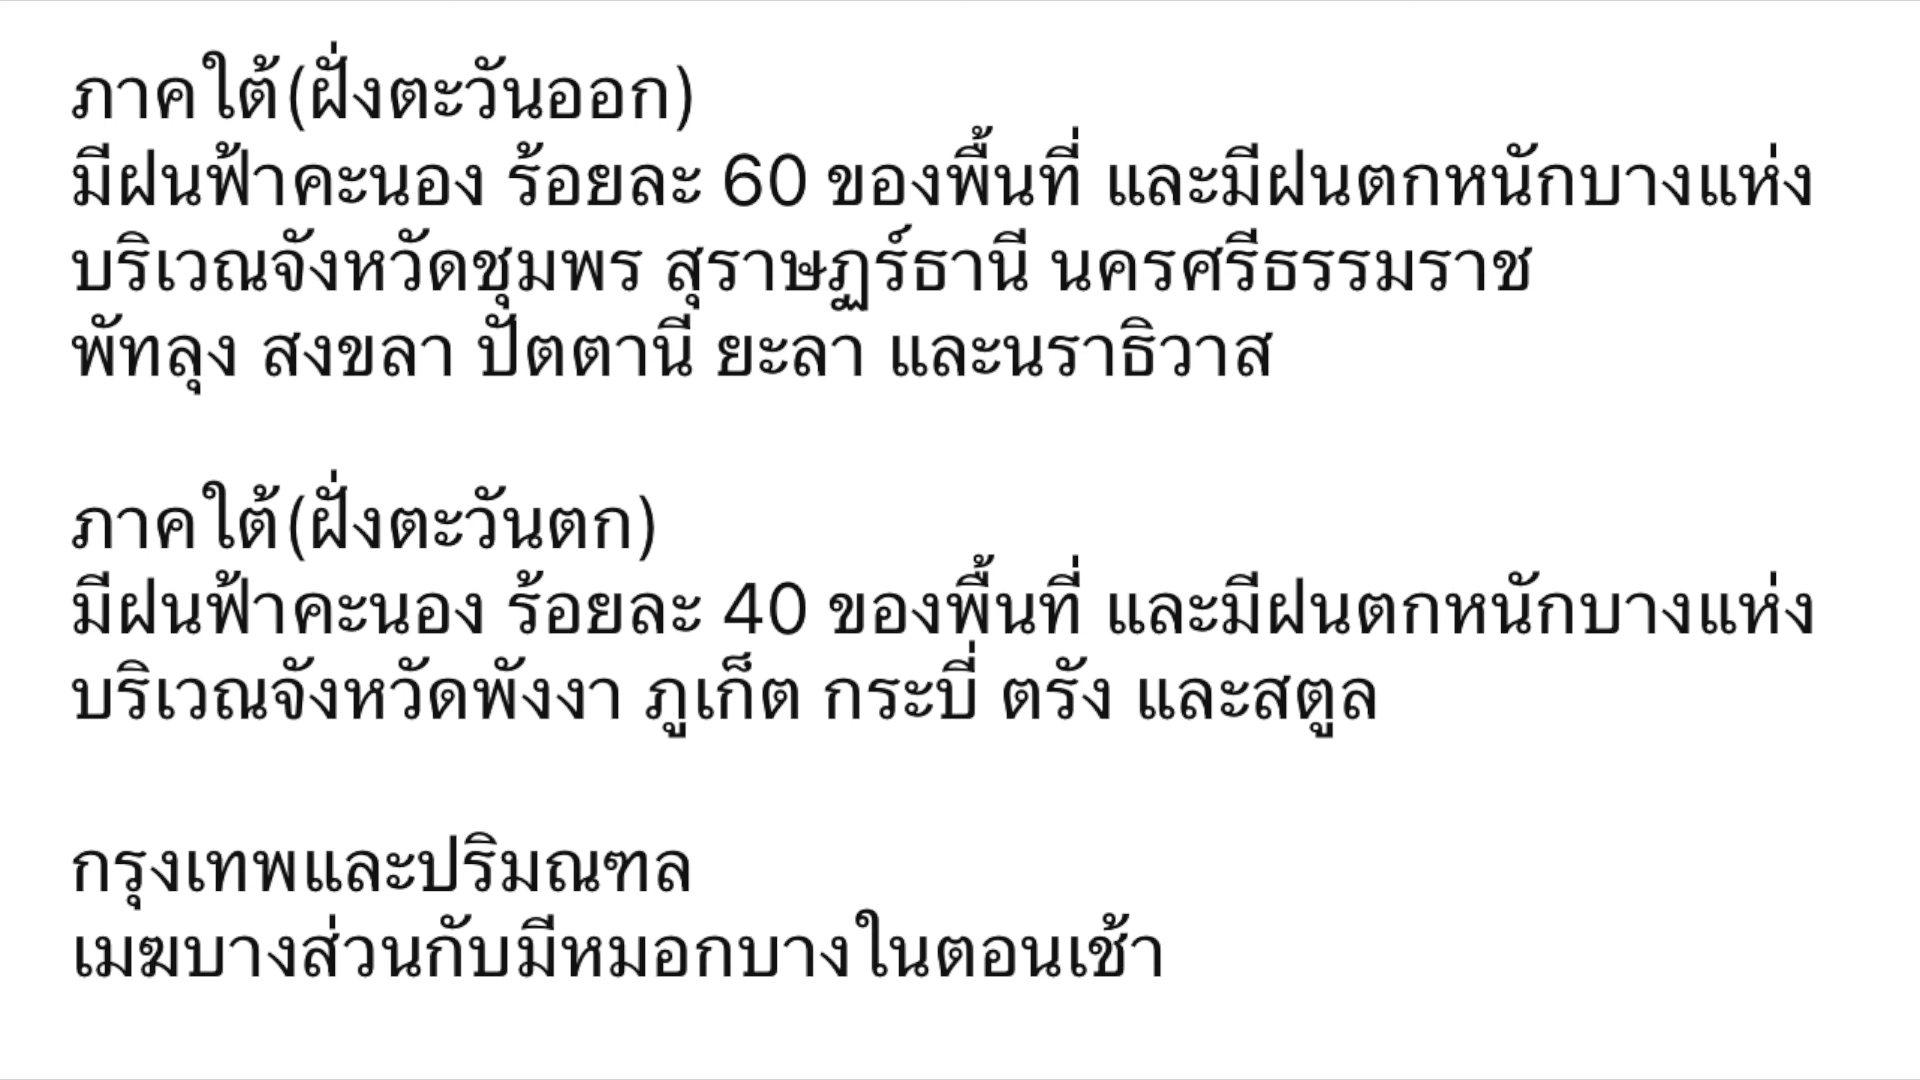 ภาคใต้(ฝั่งตะวันออก)
มีฝนฟ้าคะนอง ร้อยละ 60 ของพื้นที่ และมีฝนตกหนักบางแห่ง
บริเวณจังหวัดชุมพร สุราษฏร์ธานี นครศรีธรรมราช
พัทลุง สงขลา ปัตตานี ยะลา และนราธิวาส
ภาคใต้(ฝั่งตะวันตก)
มีฝนฟ้าคะนอง ร้อยละ 40 ของพื้นที่ และมีฝนตกหนักบางแห่ง
บริเวณจังหวัดพังงา ภูเก็ต กระบี่ ตรัง และสตูล
กรุงเทพและปริมณฑล
เมฆบางส่วนกับมีหมอกบางในตอนเช้า